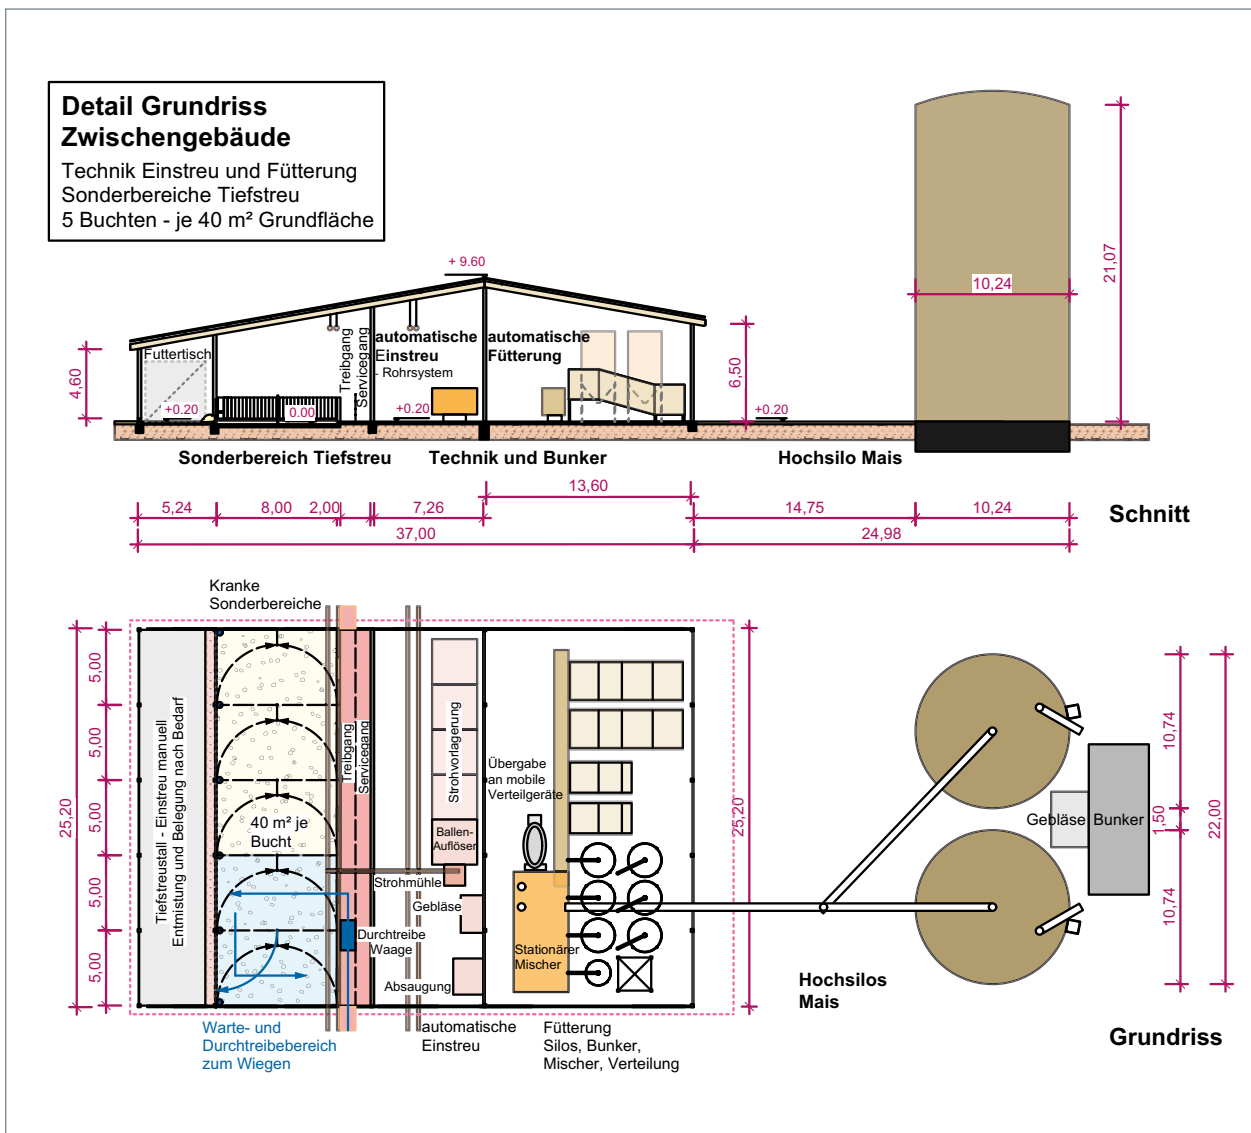 Detail Grundriss
Zwischengebäude
Technik Einstreu und Fütterung
Sonderbereiche Tiefstreu
5 Buchten - je 40 m² Grundfläche
+ 9.60
21,07
10,24
Futtertisch
Treibgang
Servicegang
automatische
Einstreu
- Rohrsystem
automatische
Fütterung
4,60
6,50
+0.20
0.00
+0.20
+0.20
Sonderbereich Tiefstreu
Technik und Bunker
Hochsilo Mais
13,60
5,24
8,00
2,00
7,26
14,75
10,24
Schnitt
37,00
24,98
Kranke
Sonderbereiche
25,20
5,00
5,00
5,00
5,00
5,00
Tiefstreustall - Einstreu manuell
Entmistung und Belegung nach Bedarf
40 m² je
Bucht
Treibgang
Servicegang
Strohvorlagerung
Ballen-
Auflöser
Strohmühle
Gebläse
Durchtreibe
Waage
Absaugung
Übergabe
an mobile
Verteilgeräte
Stationärer
Mischer
25,20
Gebläse
Bunker
10,74
1,50
10,74
22,00
Hochsilos
Mais
Warte- und
Durchtreibebereich
zum Wiegen
automatische
Einstreu
Fütterung
Silos, Bunker,
Mischer, Verteilung
Grundriss